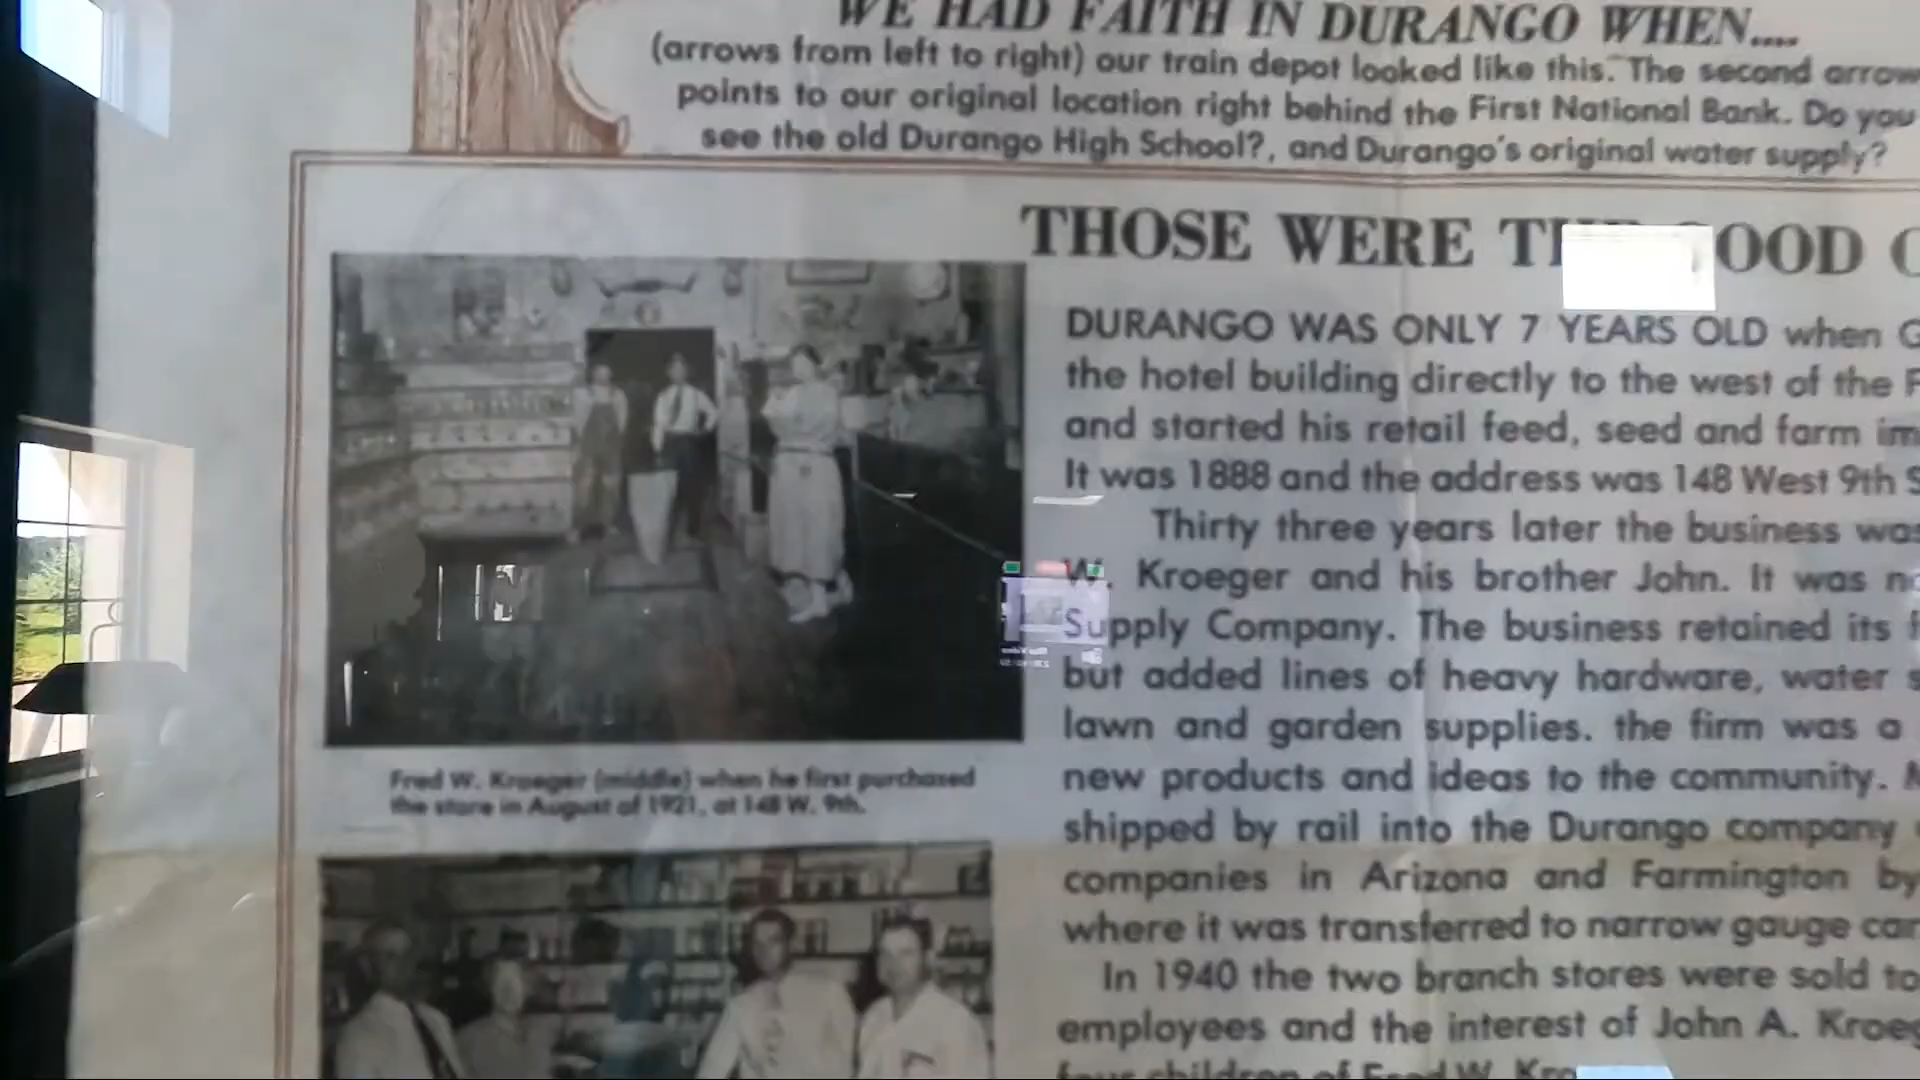 WE HAD FAITH IN DURANGO WHEN....
(arrows from left to right) our train depot looked like this. The second arrow
points to our original location right behind the First National Bank. Do you
see the old Durango High School?, and Durango's original water supply?
THOSE WERE OOD
DURANGO WAS ONLY 7 YEARS OLD when G
the hotel building directly to the west of the F
and started his retail feed, seed and farm im
It was 1888 and the address was 148 West 9th S
Thirty three years later the business was
W. Kroeger and his brother John. It was
Supply Company. The business retained its f
but added lines of heavy hardware, water s
lawn and garden supplies. the firm was a
new products and ideas to the community.
shipped by rail into the Durango company
companies in Arizona and Farmington by
where it was transferred to narrow gauge car
In 1940 the two branch stores were sold to
employees and the interest of John A. Kroeg
four children of Fred W. Kro
Fred W. Kroeger (middle) when he first purchased
the store in August of 1921, at 148 W. 9th.